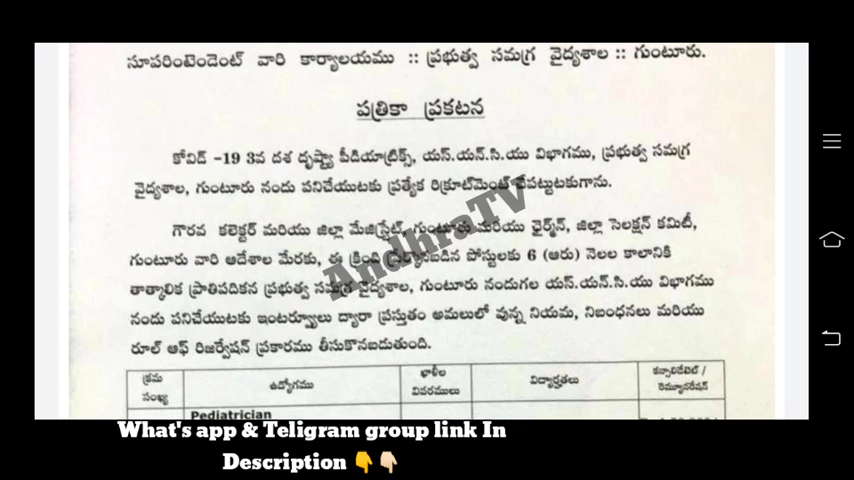 సూపరింటెండెంట్ వారి కార్యాలయము :: ప్రభుత్వ సమగ్ర వైద్యశాల :: గుంటూరు.
పత్రికా ప్రకటన
కోవిడ్ -19 3వ దశ దృష్ట్యా పీడియాట్రిక్స్, యస్.యన్.సి.యు విభాగము, ప్రభుత్వ సమగ్ర
వైద్యశాల, గుంటూరు నందు పనిచేయుటకు ప్రత్యేక రిక్రూట్‌మెంట్ చేపట్టుటకుగాను.
గౌరవ కలెక్టర్ మరియు జిల్లా మేజిస్ట్రేట్, గుంటూరు మరియు ఛైర్మన్, జిల్లా సెలక్షన్ కమిటీ,
గుంటూరు వారి ఆదేశాల మేరకు, ఈ క్రింది పోస్టులకు 6 (ఆరు) నెలల కాలానికి
తాత్కాలిక ప్రాతిపదికన ప్రభుత్వ సమగ్ర వైద్యశాల, గుంటూరు నందుగల యస్.యన్.సి.యు విభాగము
నందు పనిచేయుటకు ఇంటర్వ్యూలు ద్వారా ప్రస్తుతం అమలులో వున్న నియమ, నిబంధనలు మరియు
రూల్ ఆఫ్ రిజర్వేషన్ ప్రకారము తీసుకొనబడుతుంది.
AndhraTV
క్రమ సంఖ్య ఉద్యోగము ఖాళీల వివరములు విద్యార్హతలు కన్సాలిడేటెడ్ / రెమ్యూనరేషన్
Pediatrician
What's app & Teligram group link In
Description 👇👇🏻